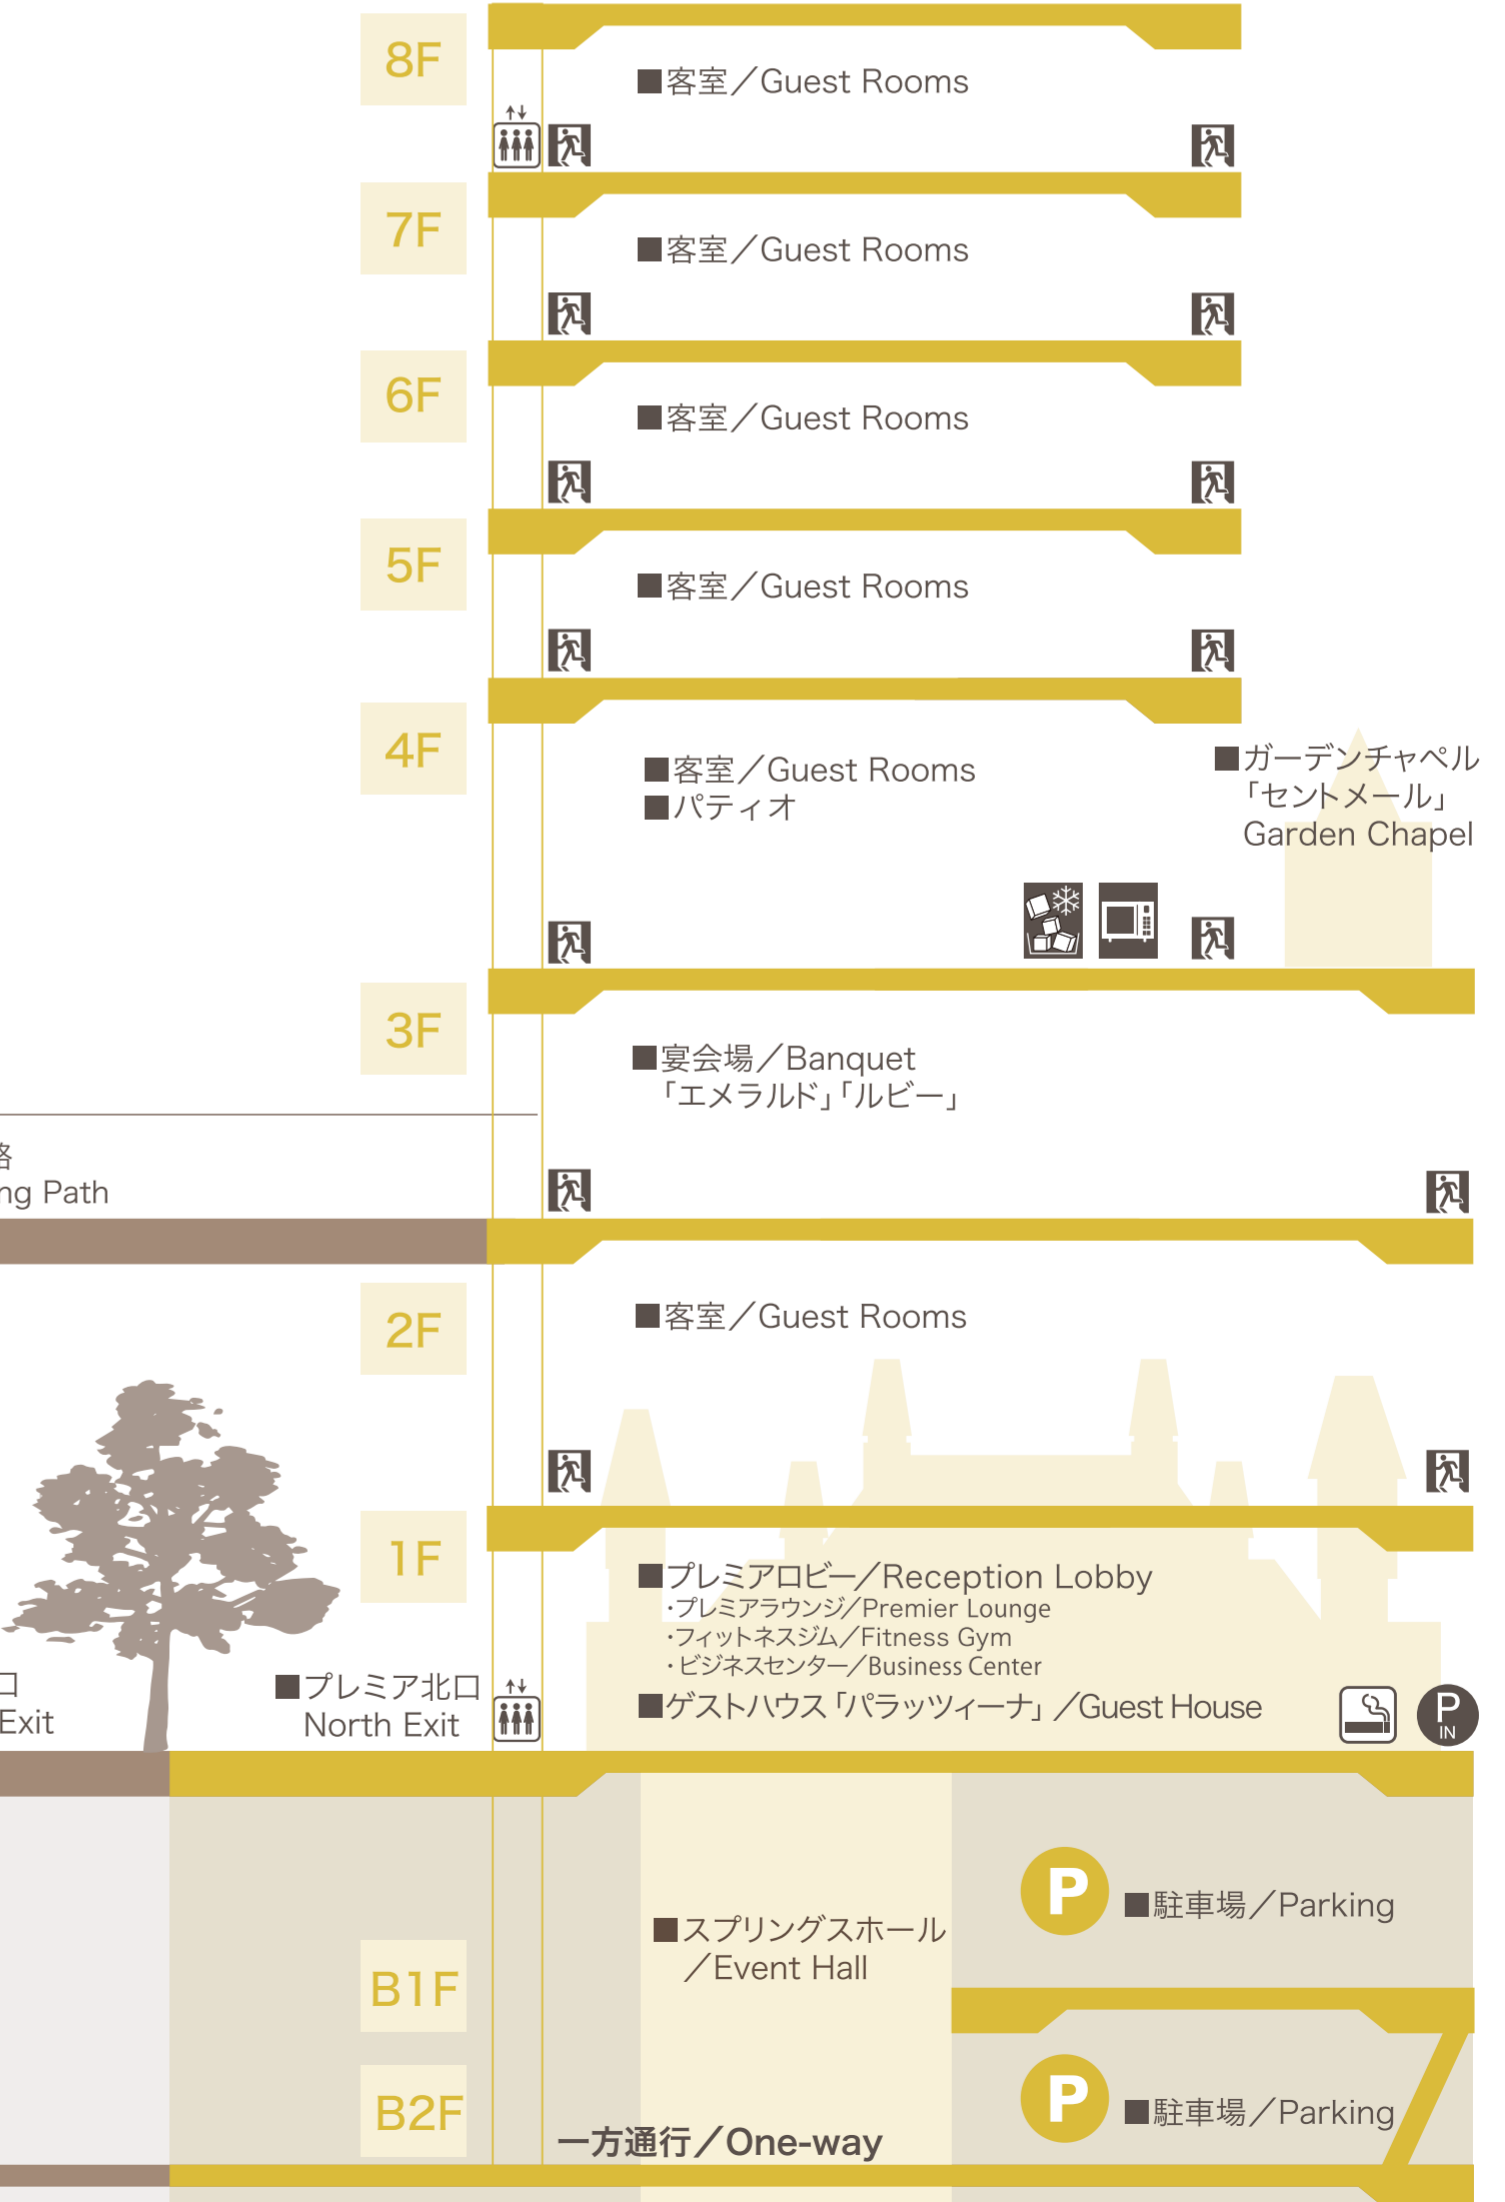 8F
■客室／Guest Rooms
7F
■客室／Guest Rooms
6F
■客室／Guest Rooms
5F
■客室／Guest Rooms
4F
■客室／Guest Rooms
■パティオ
■ガーデンチャペル
「セントメール」
Garden Chapel
3F
■宴会場／Banquet
「エメラルド」「ルビー」
Path
2F
■客室／Guest Rooms
1F
■プレミアロビー／Reception Lobby
・プレミアラウンジ／Premier Lounge
・フィットネスジム／Fitness Gym
・ビジネスセンター／Business Center
■ゲストハウス「パラッツィーナ」／Guest House
P
IN
口
Exit
■プレミア北口
North Exit
P
■駐車場／Parking
■スプリングスホール
／Event Hall
B1F
P
■駐車場／Parking
B2F
一方通行／One-way